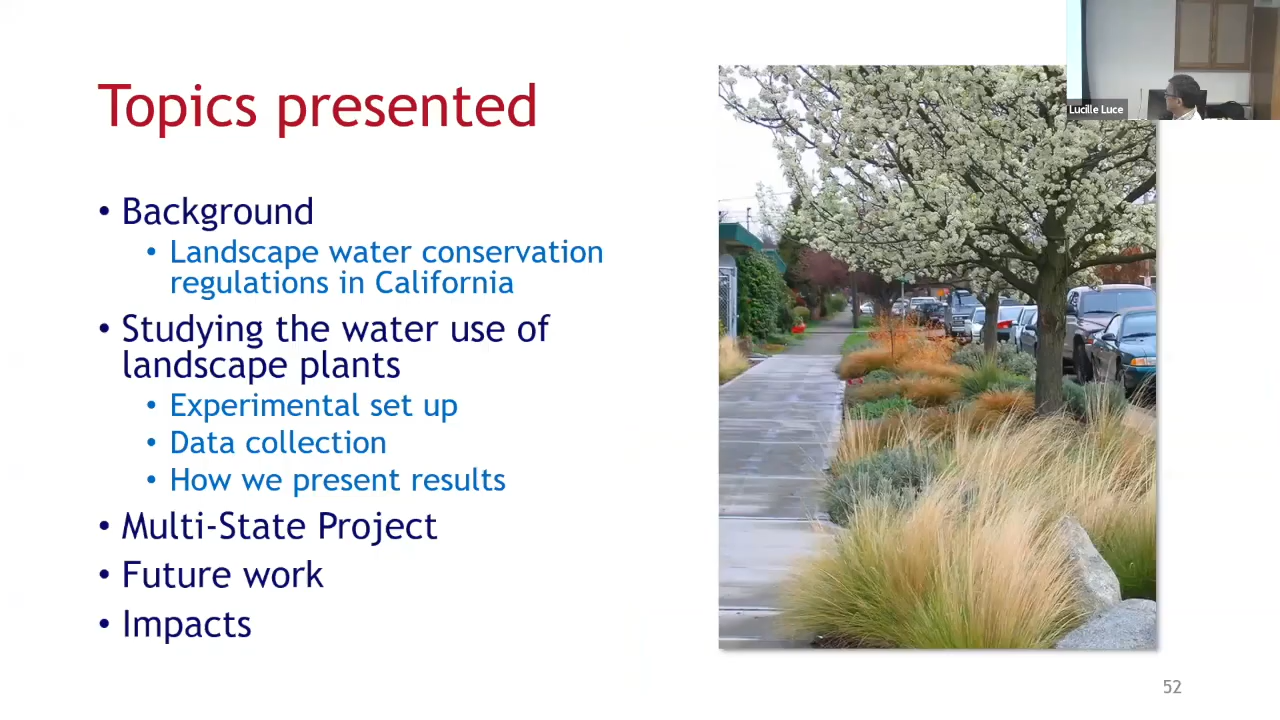 Lucille Luce
Topics presented
• Background
• Landscape water conservation
regulations in California
• Studying the water use of
landscape plants
• Experimental set up
• Data collection
• How we present results
• Multi-State Project
• Future work
• Impacts
52